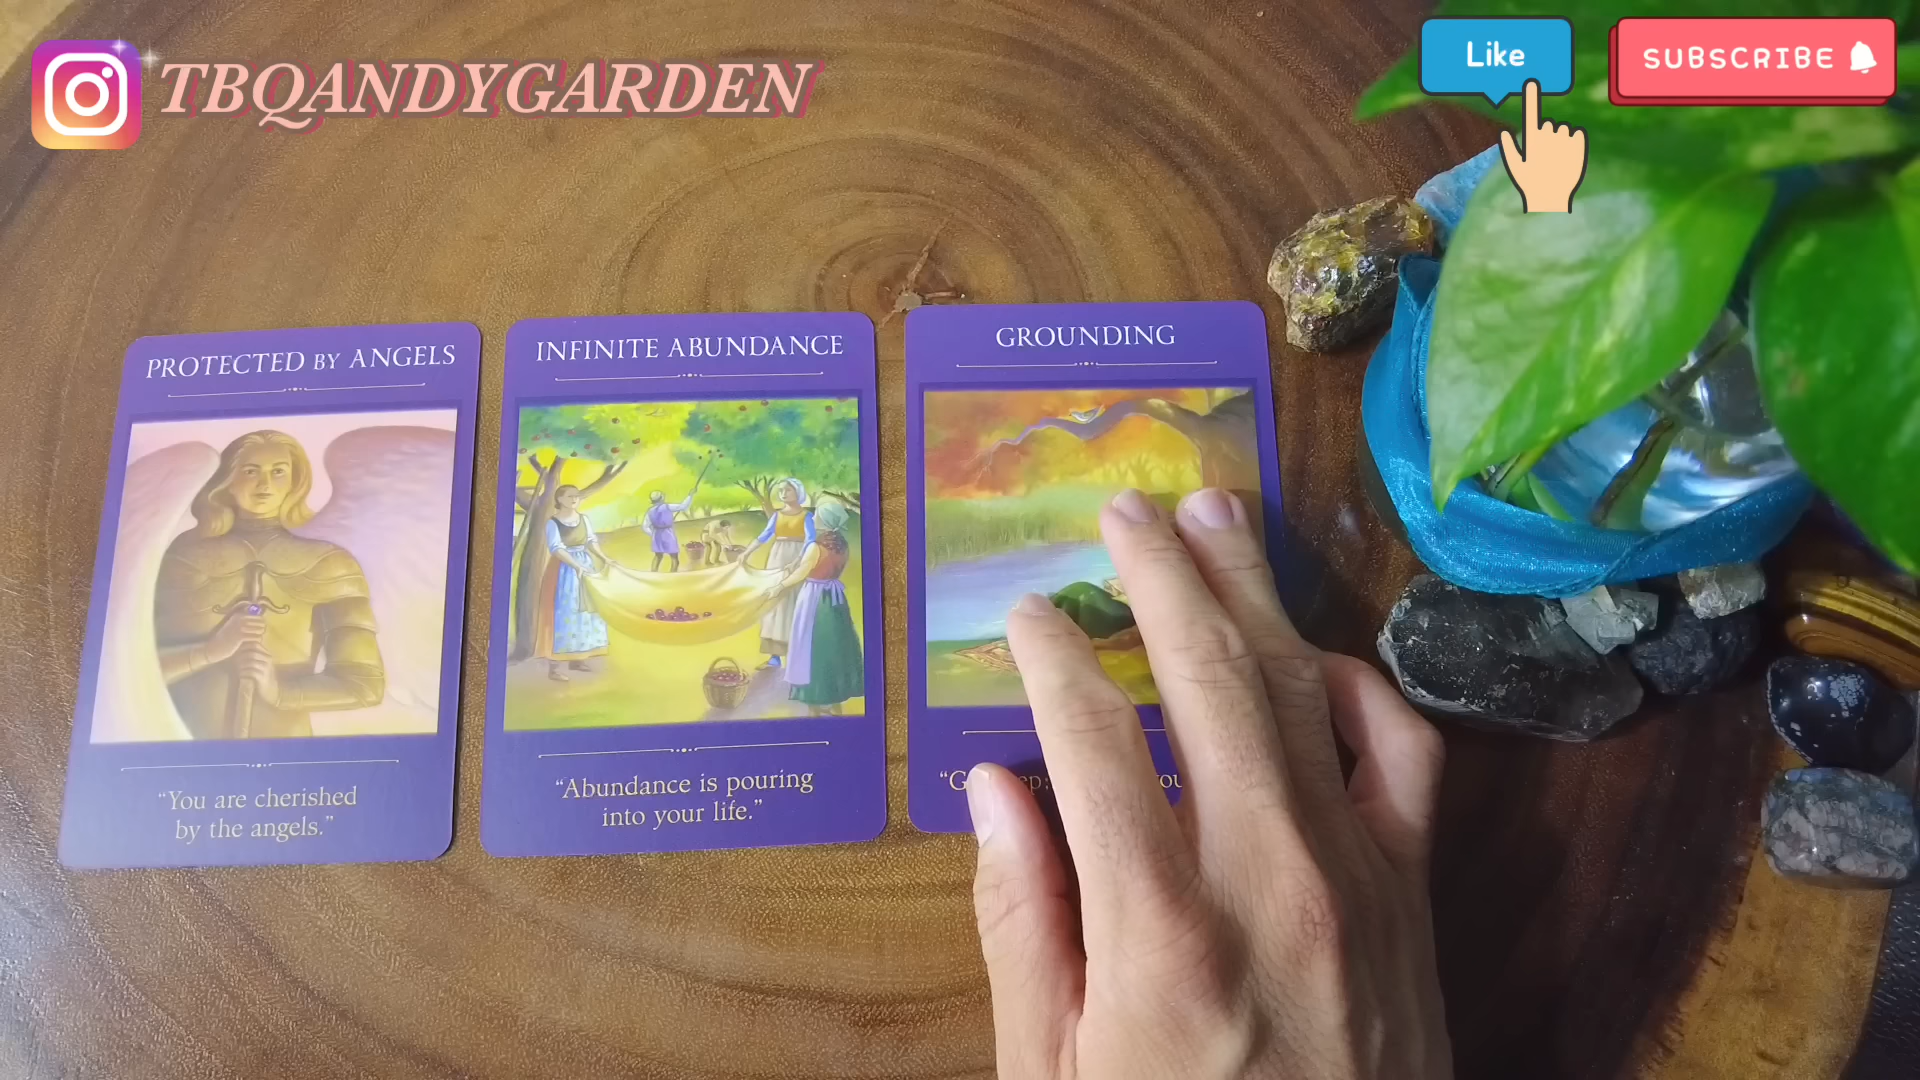 TBQANDYGARDEN
Like
SUBSCRIBE
PROTECTED BY ANGELS
INFINITE ABUNDANCE
GROUNDING
“You are cherished
by the angels.”
“Abundance is pouring
into your life.”